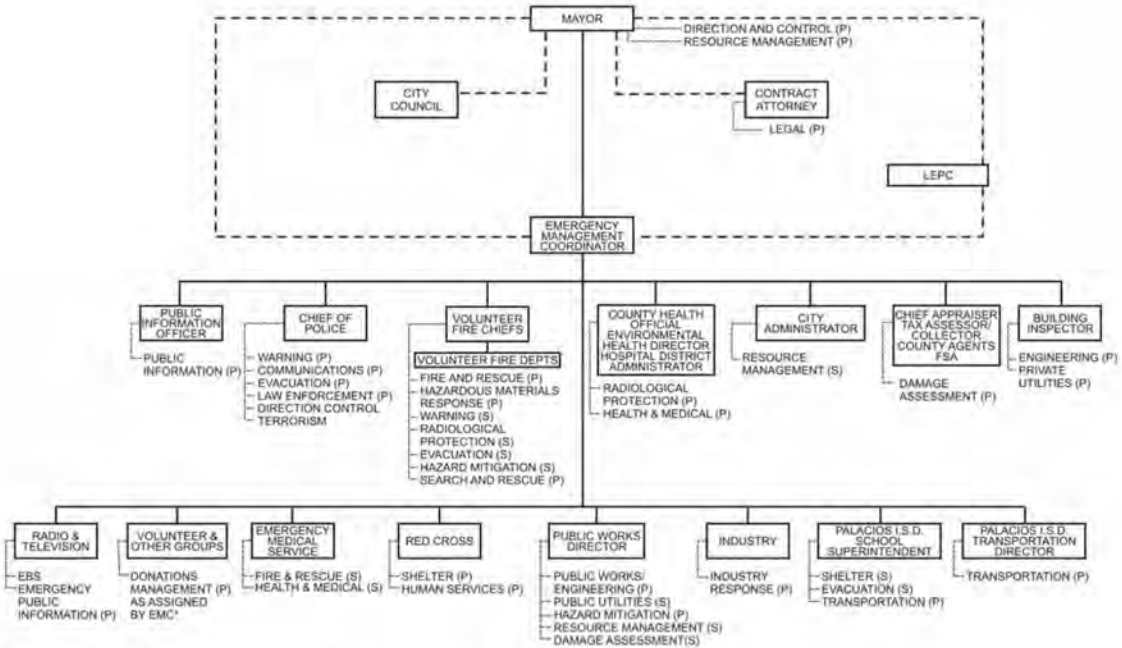 MAYOR
DIRECTION AND CONTROL (P)
RESOURCE MANAGEMENT (P)
CITY
COUNCIL
CONTRACT
ATTORNEY
LEGAL (P)
LEPC
EMERGENCY
MANAGEMENT
COORDINATOR
PUBLIC
INFORMATION
OFFICER
PUBLIC
INFORMATION (P)
CHIEF OF
POLICE
WARNING (P)
COMMUNICATIONS (P)
EVACUATION (P)
LAW ENFORCEMENT (P)
DIRECTION CONTROL
TERRORISM
VOLUNTEER
FIRE CHIEFS
VOLUNTEER FIRE DEPTS
FIRE AND RESCUE (P)
HAZARDOUS MATERIALS
RESPONSE (P)
WARNING (S)
RADIOLOGICAL
PROTECTION (S)
EVACUATION (S)
HAZARD MITIGATION (S)
SEARCH AND RESCUE (P)
COUNTY HEALTH
OFFICIAL
ENVIRONMENTAL
HEALTH DIRECTOR
HOSPITAL DISTRICT
ADMINISTRATOR
RADIOLOGICAL
PROTECTION (P)
HEALTH & MEDICAL (P)
CITY
ADMINISTRATOR
RESOURCE
MANAGEMENT (S)
CHIEF APPRAISER
TAX ASSESSOR/
COLLECTOR
COUNTY AGENTS
FSA
DAMAGE
ASSESSMENT (P)
BUILDING
INSPECTOR
ENGINEERING (P)
PRIVATE
UTILITIES (P)
RADIO &
TELEVISION
EBS
EMERGENCY
PUBLIC
INFORMATION (P)
VOLUNTEER &
OTHER GROUPS
DONATIONS
MANAGEMENT (P)
AS ASSIGNED
BY EMC*
EMERGENCY
MEDICAL
SERVICE
FIRE & RESCUE (S)
HEALTH & MEDICAL (S)
RED CROSS
SHELTER (P)
HUMAN SERVICES (P)
PUBLIC WORKS
DIRECTOR
PUBLIC WORKS/
ENGINEERING (P)
PUBLIC UTILITIES (S)
HAZARD MITIGATION (P)
RESOURCE MANAGEMENT (S)
DAMAGE ASSESSMENT(S)
INDUSTRY
INDUSTRY
RESPONSE (P)
PALACIOS I.S.D.
SCHOOL
SUPERINTENDENT
SHELTER (S)
EVACUATION (S)
TRANSPORTATION (P)
PALACIOS I.S.D.
TRANSPORTATION
DIRECTOR
TRANSPORTATION (P)